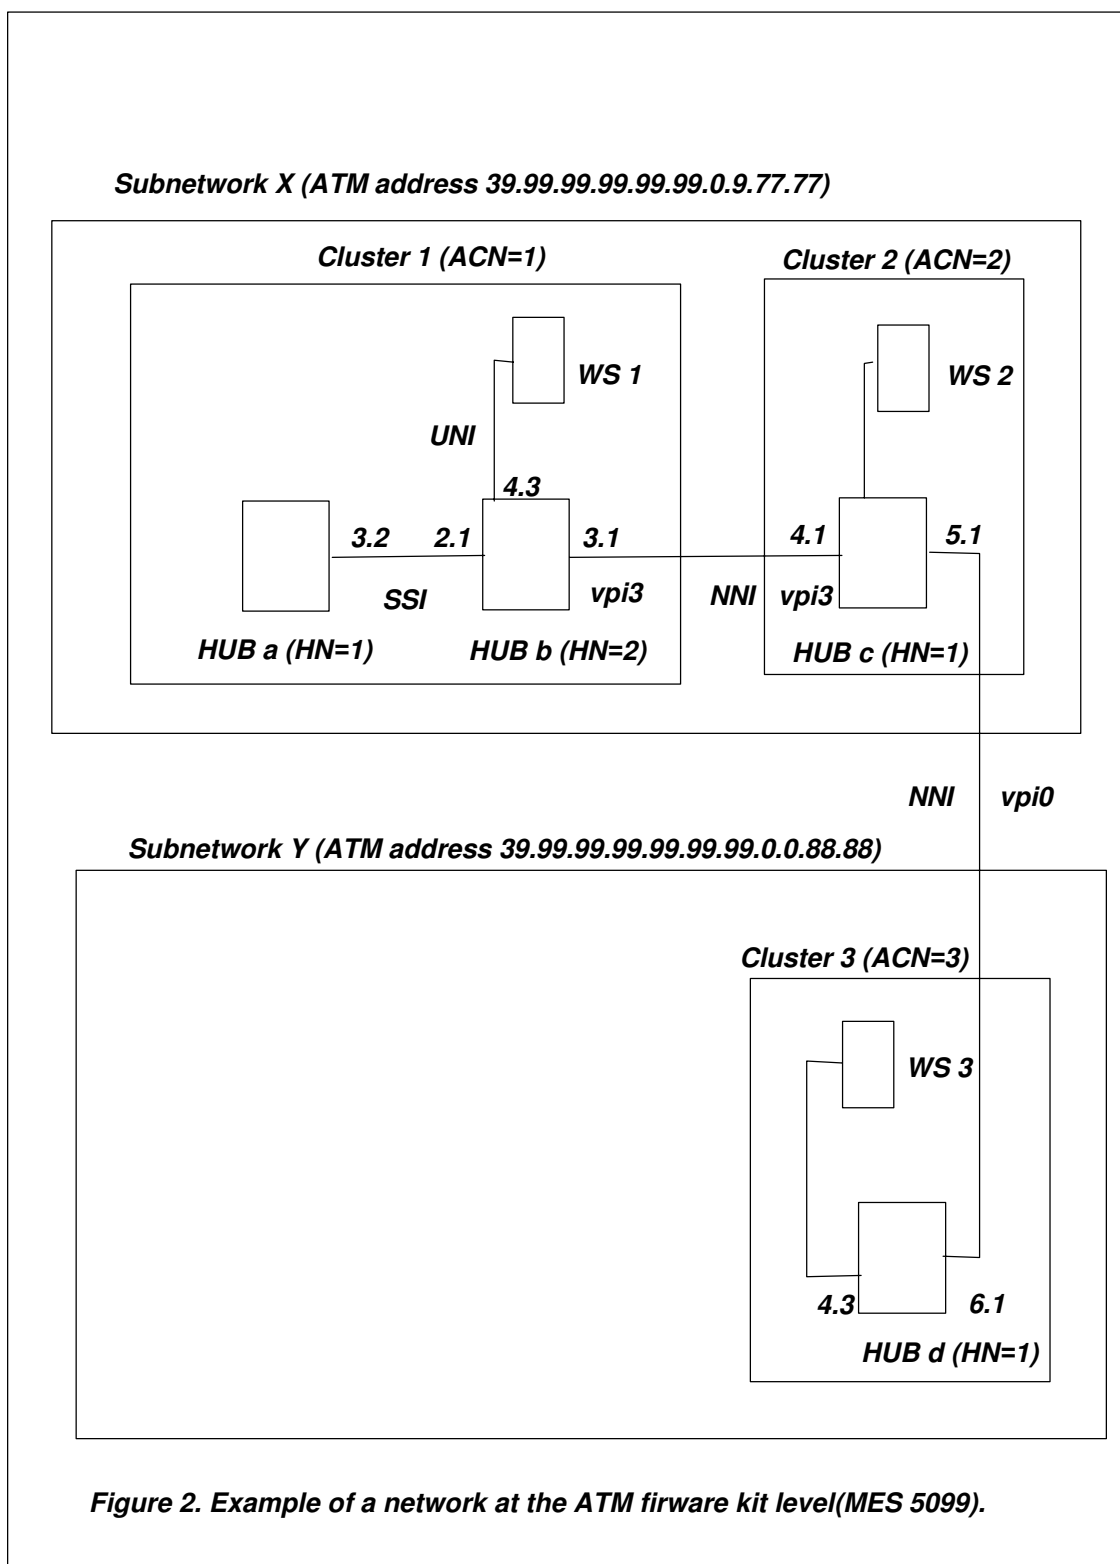 Subnetwork X (ATM address 39.99.99.99.99.99.0.9.77.77)
Cluster 1 (ACN=1)
Cluster 2 (ACN=2)
WS 1
WS 2
UNI
4.3
3.2
2.1
3.1
4.1
5.1
SSI
vpi3
NNI
vpi3
HUB a (HN=1)
HUB b (HN=2)
HUB c (HN=1)
NNI
vpi0
Subnetwork Y (ATM address 39.99.99.99.99.99.99.0.0.88.88)
Cluster 3 (ACN=3)
WS 3
4.3
6.1
HUB d (HN=1)
Figure 2. Example of a network at the ATM firware kit level(MES 5099).